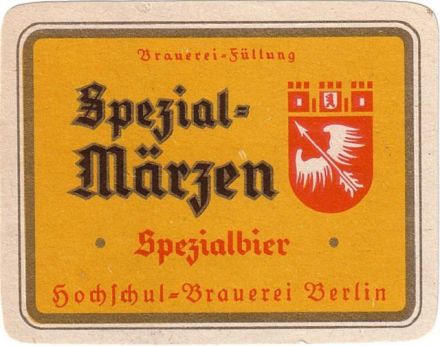 Brauerei-Füllung
Spezial-
Märzen
Spezialbier
Hochschul-Brauerei Berlin